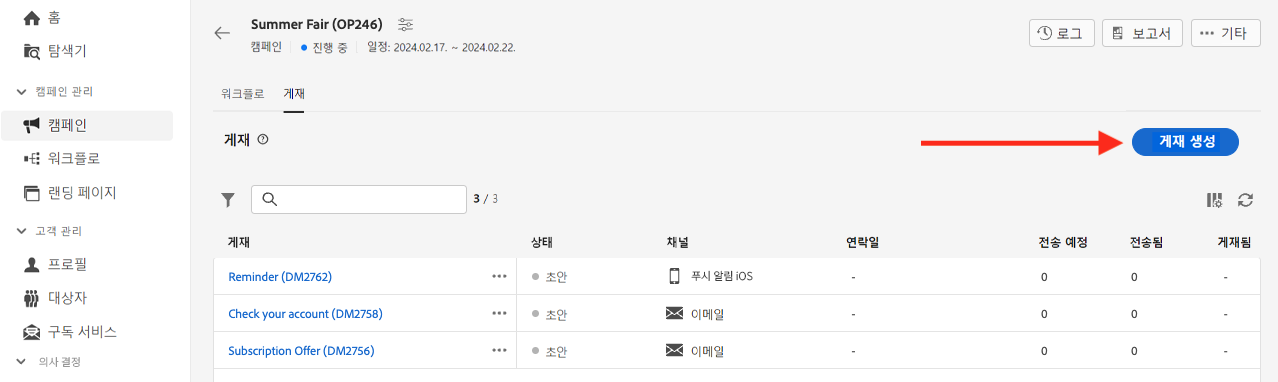 홈
탐색기
캠페인 관리
캠페인
워크플로
랜딩 페이지
고객 관리
프로필
대상자
구독 서비스
의사 결정
Summer Fair (OP246)
캠페인 진행 중 일정: 2024.02.17. ~ 2024.02.22.
로그 보고서 ••• 기타
워크플로 게재
게재 ?
게재 생성
3 / 3
게재 상태 채널 연락일 전송 예정 전송됨 게재됨
Reminder (DM2762) ••• 초안 푸시 알림 iOS - 0 0 -
Check your account (DM2758) ••• 초안 이메일 - 0 0 -
Subscription Offer (DM2756) ••• 초안 이메일 - 0 0 -